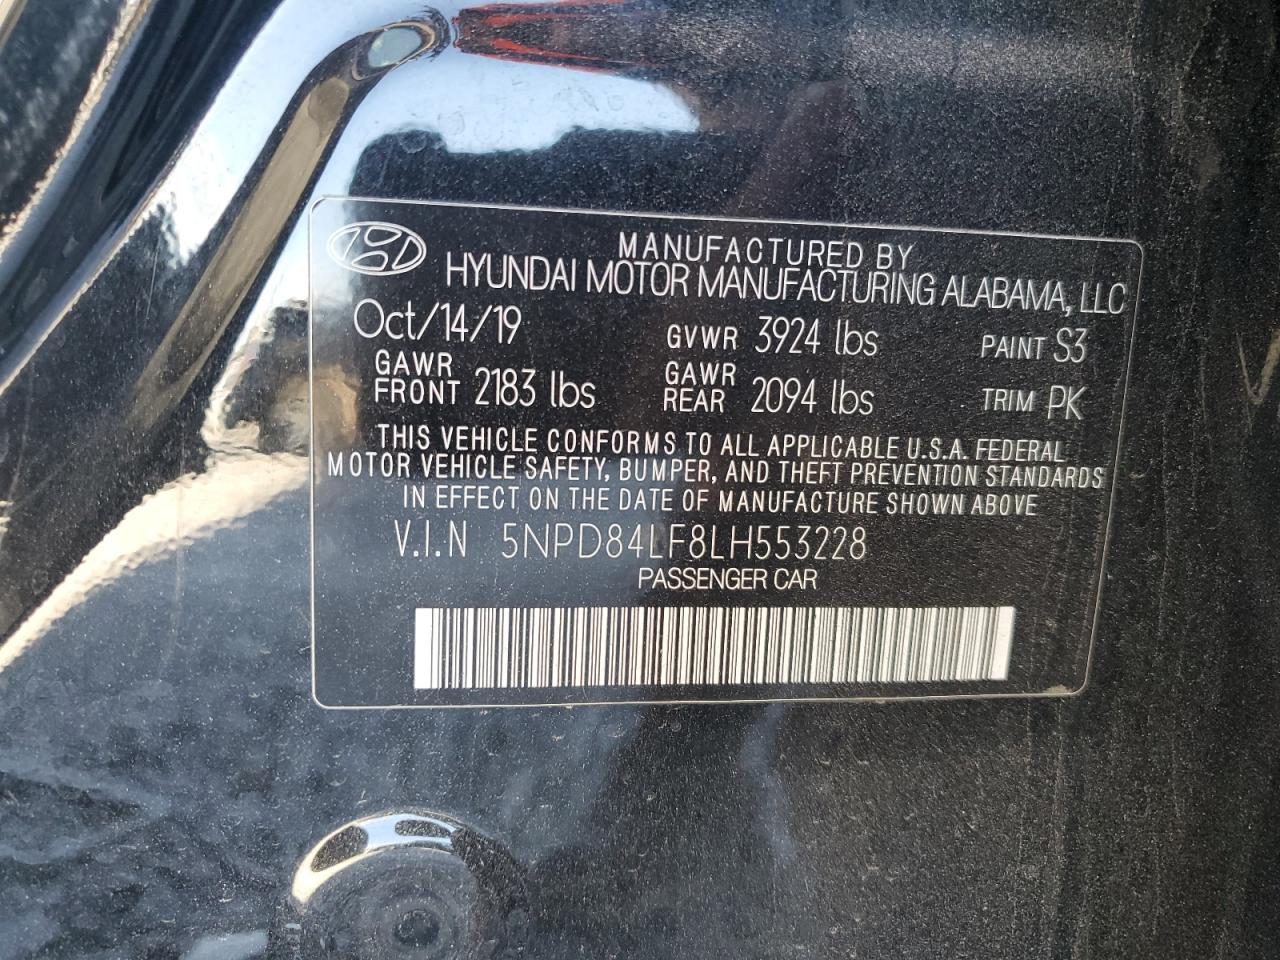 MANUFACTURED BY
HYUNDAI MOTOR MANUFACTURING ALABAMA, LLC
Oct/14/19 GVWR 3924 lbs PAINT S3
GAWR FRONT 2183 lbs GAWR REAR 2094 lbs TRIM PK
THIS VEHICLE CONFORMS TO ALL APPLICABLE U.S.A. FEDERAL
MOTOR VEHICLE SAFETY, BUMPER, AND THEFT PREVENTION STANDARDS
IN EFFECT ON THE DATE OF MANUFACTURE SHOWN ABOVE
V.I.N 5NPD84LF8LH553228
PASSENGER CAR